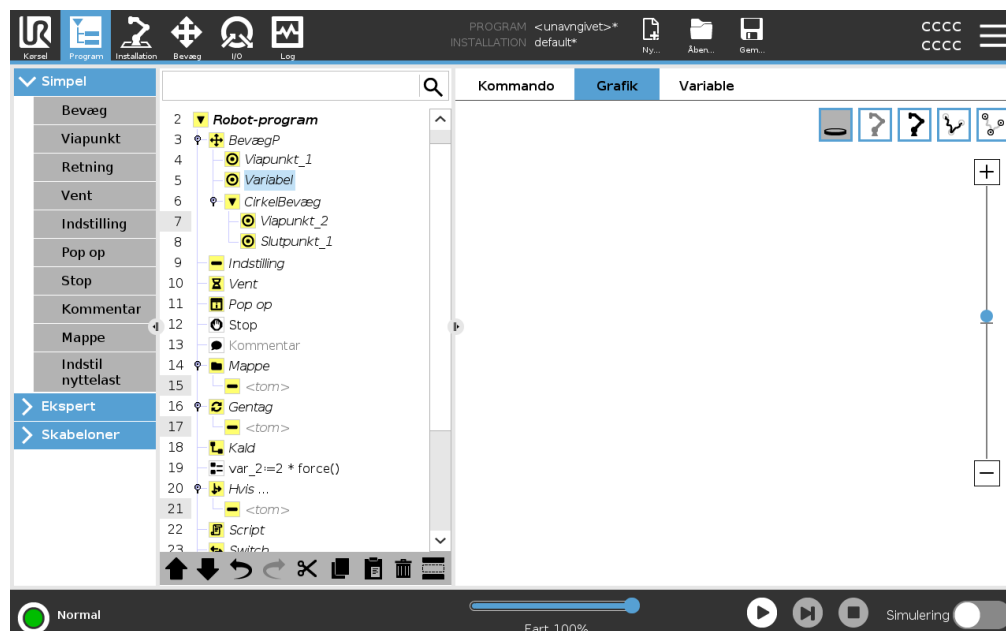 PROGRAM <unavngivet>*
INSTALLATION default*
CCCC
CCCC
Kørsel
Program
Installation
Bevæg
I/O
Log
Ny...
Åben...
Gem...
Simpel
Bevæg
Viapunkt
Retning
Vent
Indstilling
Pop op
Stop
Kommentar
Mappe
Indstil
nyttelast
Ekspert
Skabeloner
2 Robot-program
3 BevægP
4 Viapunkt_1
5 Variabel
6 CirkelBevæg
7 Viapunkt_2
8 Slutpunkt_1
9 Indstilling
10 Vent
11 Pop op
12 Stop
13 Kommentar
14 Mappe
15 <tom>
16 Gentag
17 <tom>
18 Kald
19 var_2:=2 * force()
20 Hvis ...
21 <tom>
22 Script
23 Switch
Kommando
Grafik
Variable
Normal
Fart 100%
Simulering